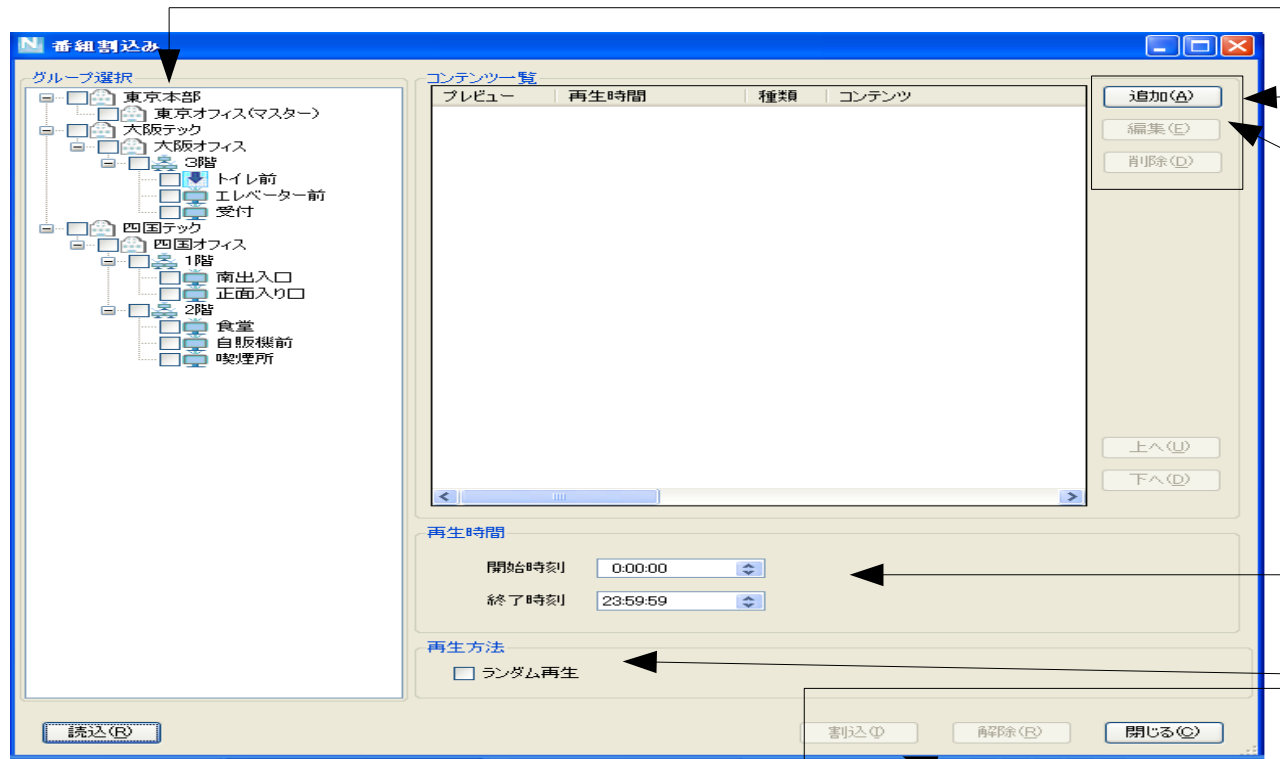 番組割込み
グループ選択
東京本部
東京オフィス(マスター)
大阪テック
大阪オフィス
3階
トイレ前
エレベーター前
受付
四国テック
四国オフィス
1階
南出入口
正面入り口
2階
食堂
自販機前
喫煙所
コンテンツ一覧
プレビュー 再生時間 種類 コンテンツ
追加(A)
編集(E)
削除(D)
上へ(U)
下へ(D)
再生時間
開始時刻 0:00:00
終了時刻 23:59:59
再生方法
ランダム再生
読込(R) 割込(I) 解除(R) 閉じる(C)